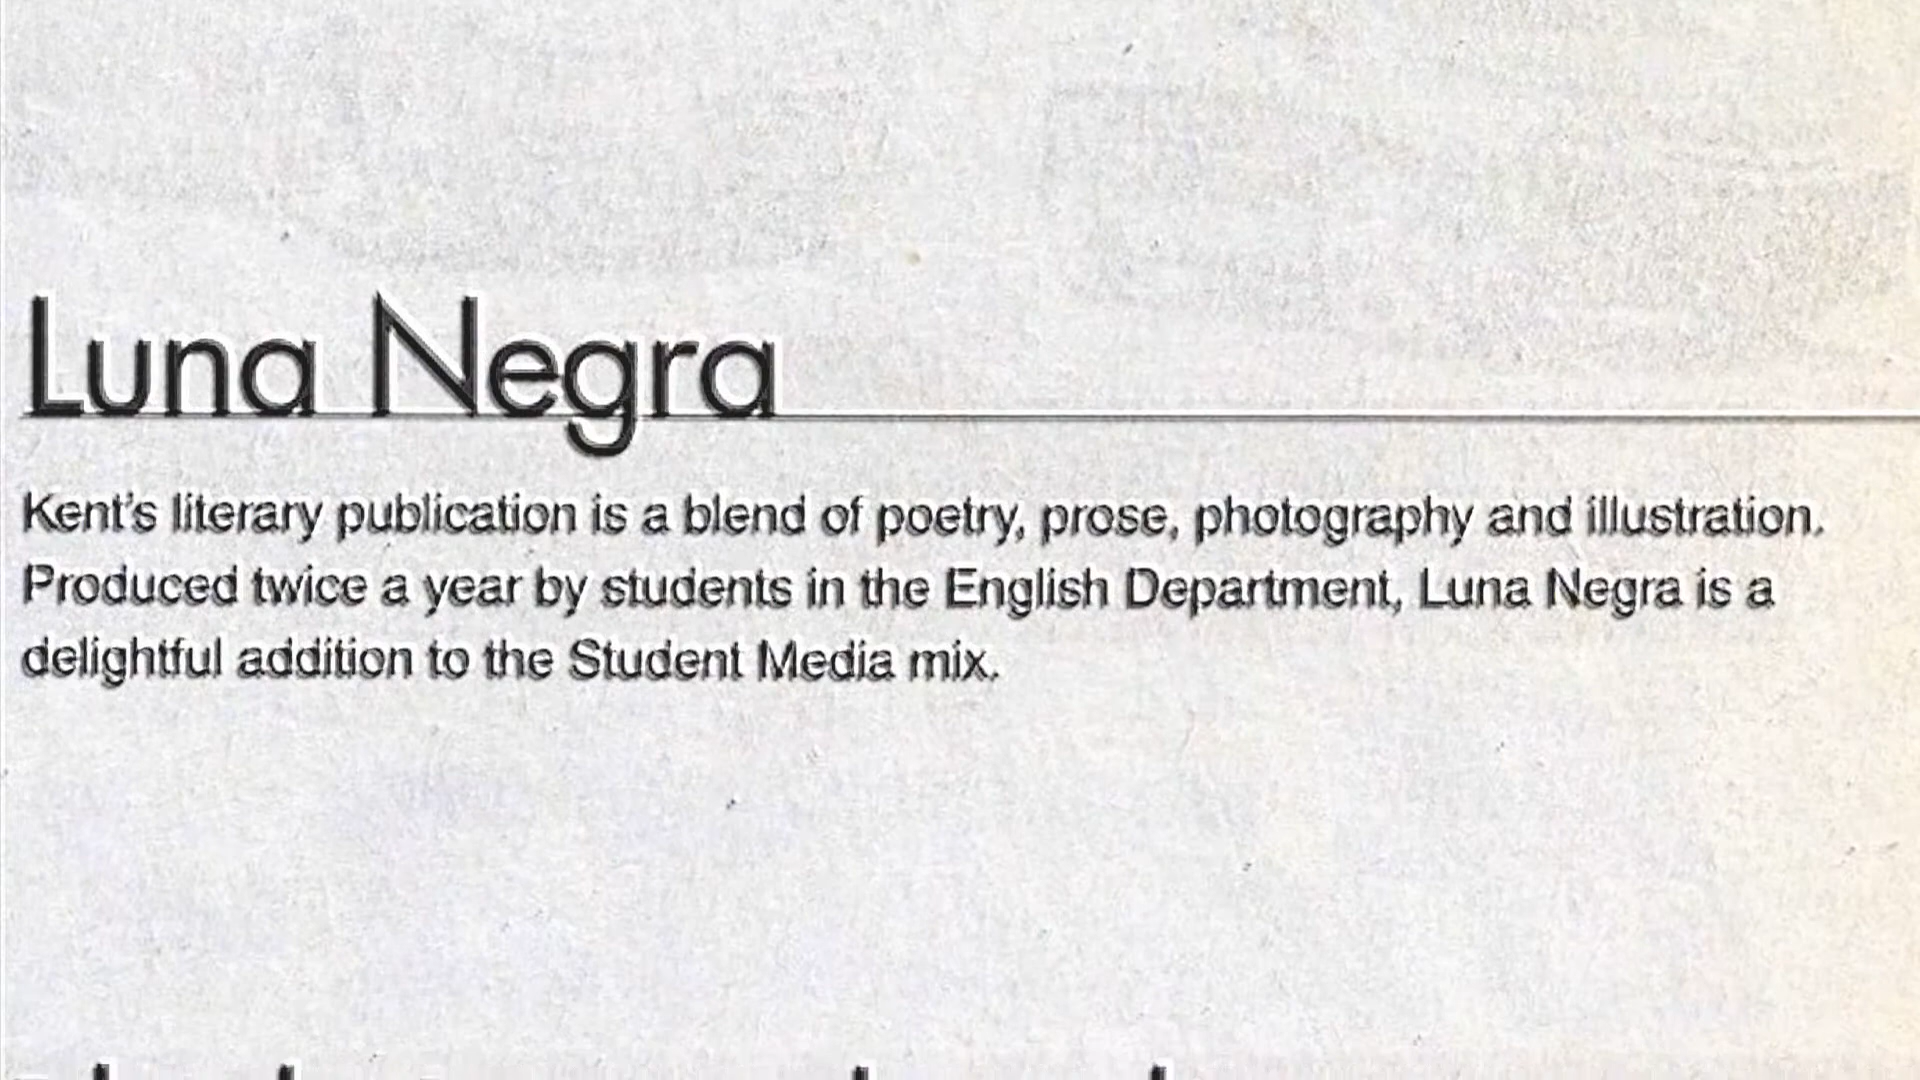 Luna Negra
Kent's literary publication is a blend of poetry, prose, photography and illustration.
Produced twice a year by students in the English Department, Luna Negra is a
delightful addition to the Student Media mix.